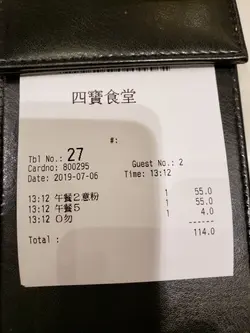 四寶食堂
#:
Tbl No.: 27
Cardno: 800295 Guest No.: 2
Date: 2019-07-06 Time: 13:12
13:12 午餐2意粉 1 55.0
13:12 午餐5 1 55.0
13:12 0勿 1 4.0
114.0
Total :